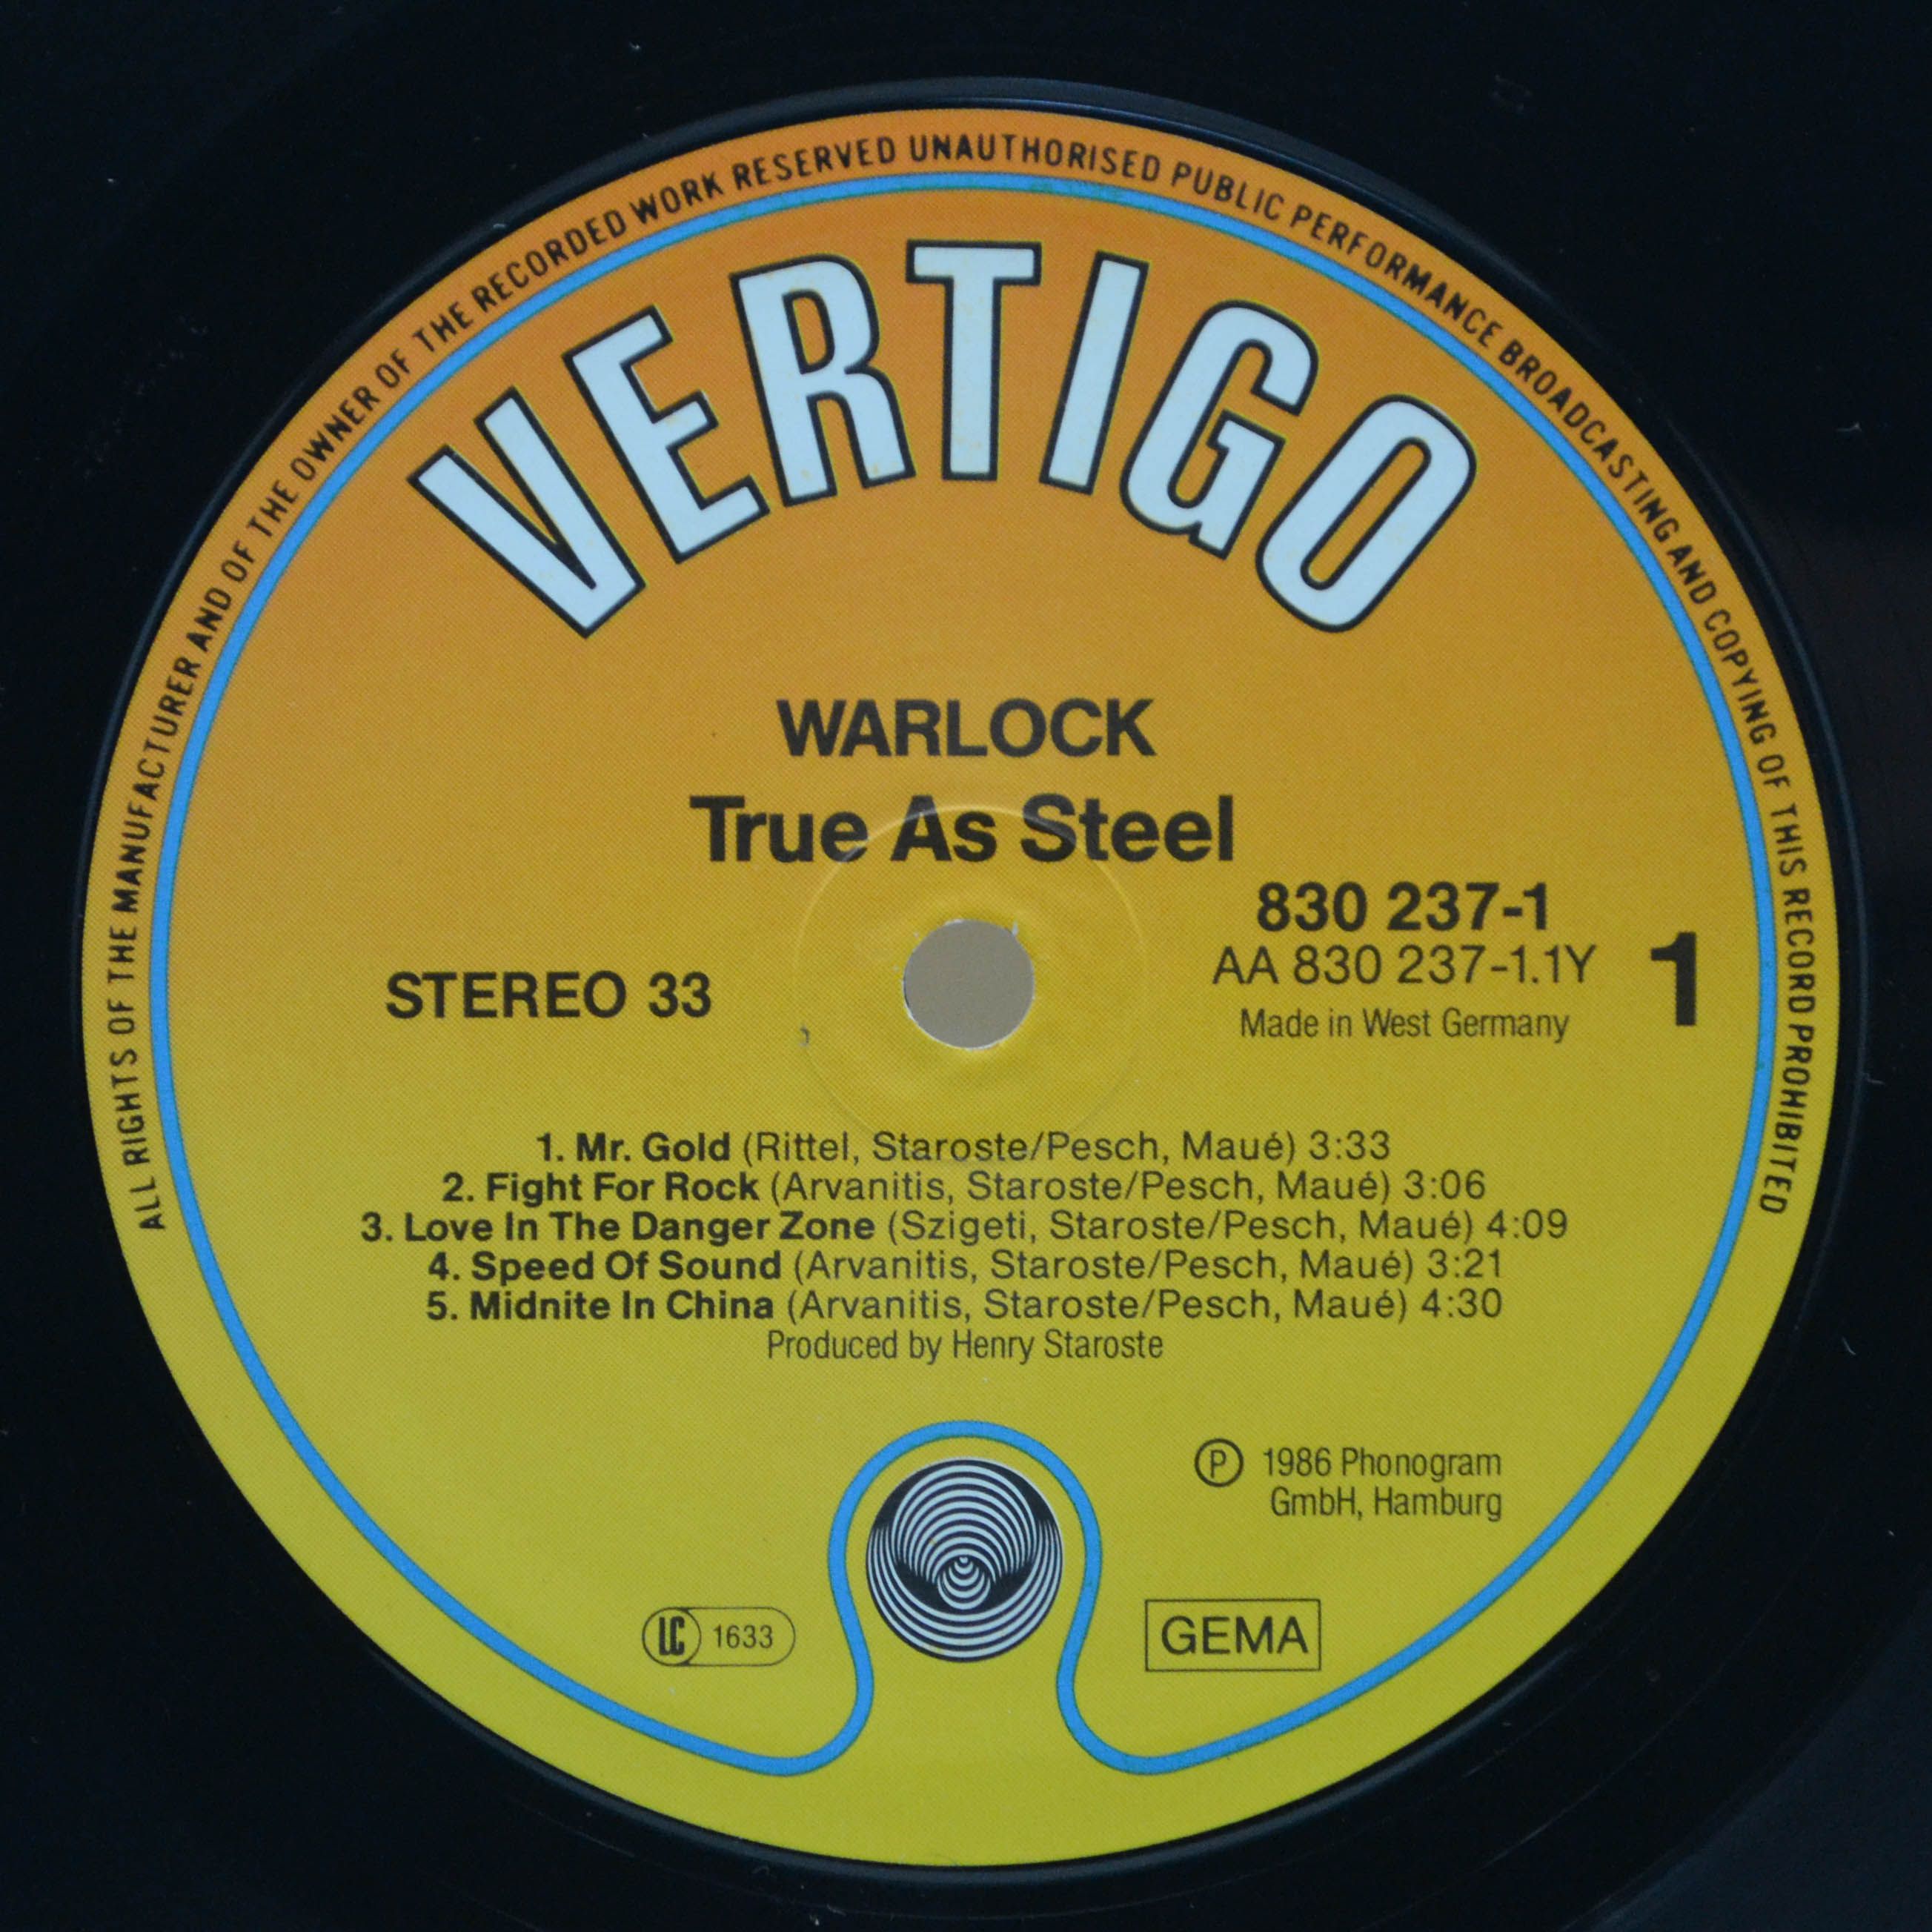 ALL RIGHTS OF THE MANUFACTURER AND OF THE OWNER OF THE RECORDED WORK RESERVED UNAUTHORISED PUBLIC PERFORMANCE BROADCASTING AND COPYING OF THIS RECORD PROHIBITED
VERTIGO
WARLOCK
True As Steel
830 237-1
AA 830 237-1.1Y
1
STEREO 33
Made in West Germany
1. Mr. Gold (Rittel, Staroste/Pesch, Maué) 3:33
2. Fight For Rock (Arvanitis, Staroste/Pesch, Maué) 3:06
3. Love In The Danger Zone (Szigeti, Staroste/Pesch, Maué) 4:09
4. Speed Of Sound (Arvanitis, Staroste/Pesch, Maué) 3:21
5. Midnite In China (Arvanitis, Staroste/Pesch, Maué) 4:30
Produced by Henry Staroste
Ⓟ 1986 Phonogram
GmbH, Hamburg
LC 1633
GEMA